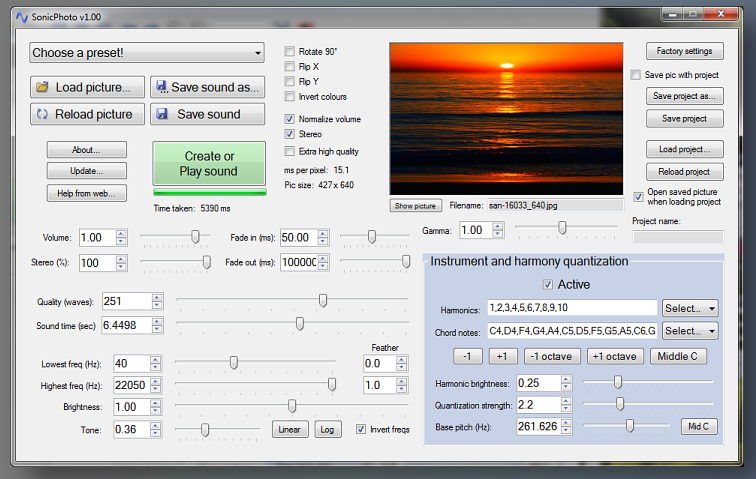 SonicPhoto v1.00
Choose a preset!
Load picture...
Save sound as...
Reload picture
Save sound
About...
Update...
Help from web...
Create or
Play sound
Time taken: 5390 ms
Rotate 90°
Flip X
Flip Y
Invert colours
Normalize volume
Stereo
Extra high quality
ms per pixel: 15.1
Pic size: 427 x 640
Show picture
Filename: san-16033_640.jpg
Factory settings
Save pic with project
Save project as...
Save project
Load project...
Reload project
Open saved picture
when loading project
Project name:
Volume: 1.00
Fade in (ms): 50.00
Gamma: 1.00
Stereo (%): 100
Fade out (ms): 10000
Quality (waves): 251
Sound time (sec) 6.4498
Feather
Lowest freq (Hz): 40
0.0
Highest freq (Hz): 22050
1.0
Brightness: 1.00
Tone: 0.36
Linear
Log
Invert freqs
Instrument and harmony quantization
Active
Harmonics: 1,2,3,4,5,6,7,8,9,10
Select...
Chord notes: C4,D4,F4,G4,A4,C5,D5,F5,G5,A5,C6,G
Select...
-1
+1
-1 octave
+1 octave
Middle C
Harmonic brightness: 0.25
Quantization strength: 2.2
Base pitch (Hz): 261.626
Mid C